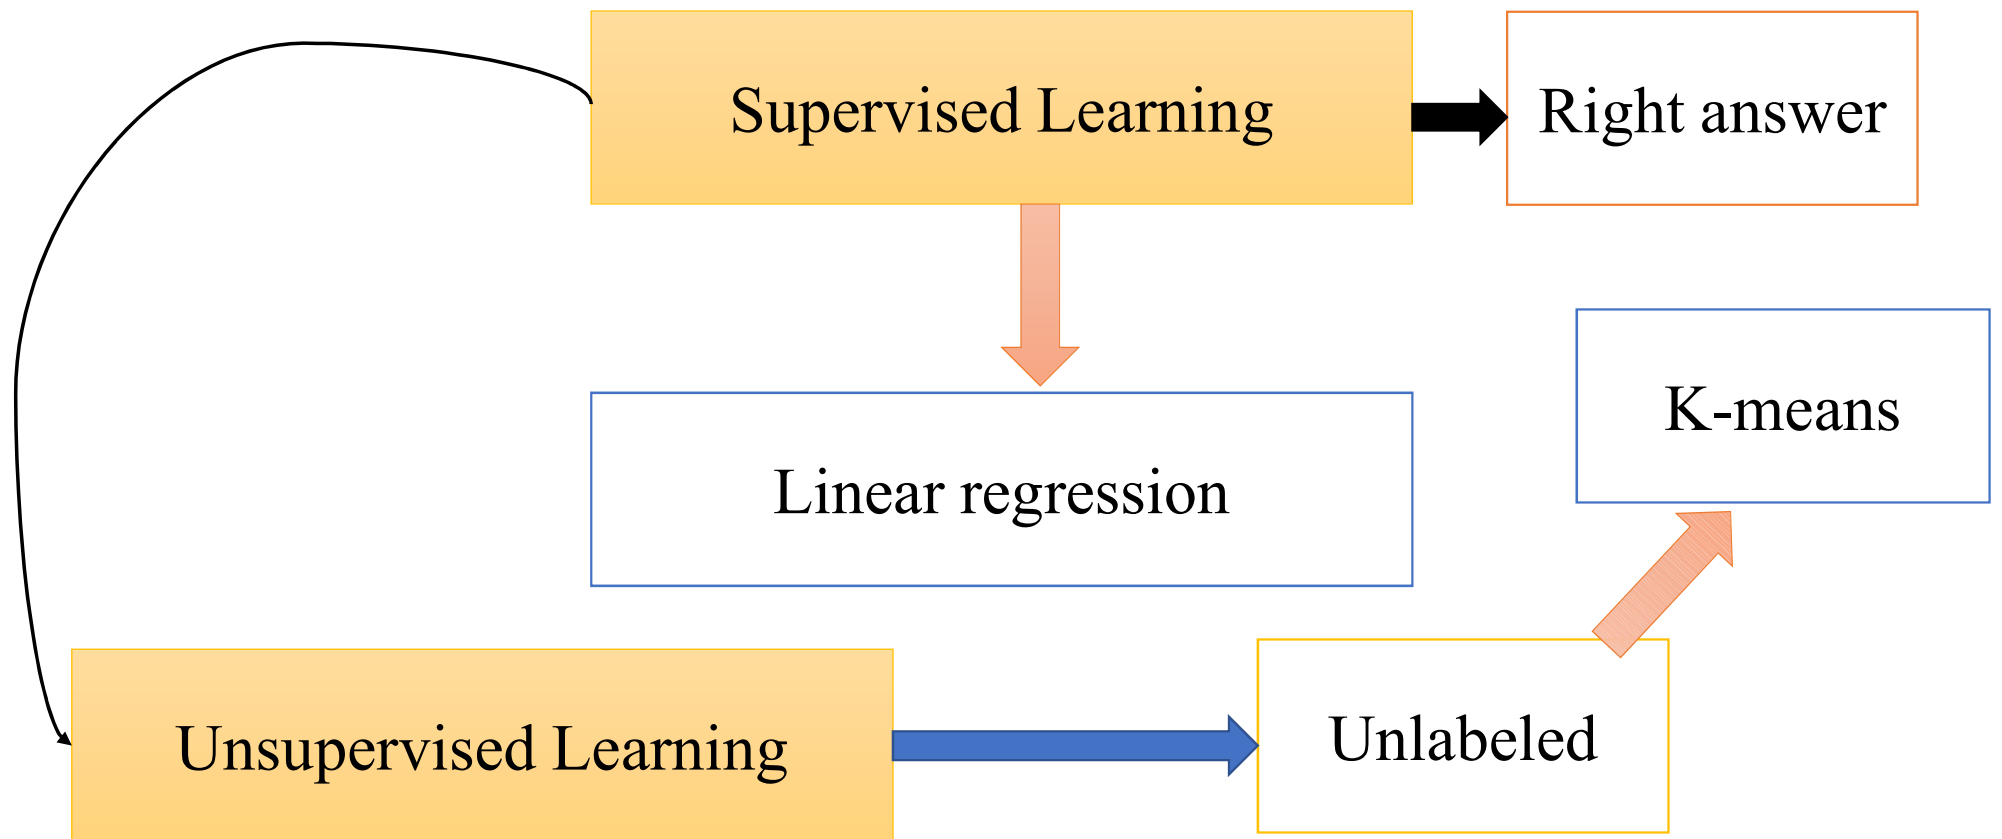 Supervised Learning
Right answer
K-means
Linear regression
Unsupervised Learning
Unlabeled